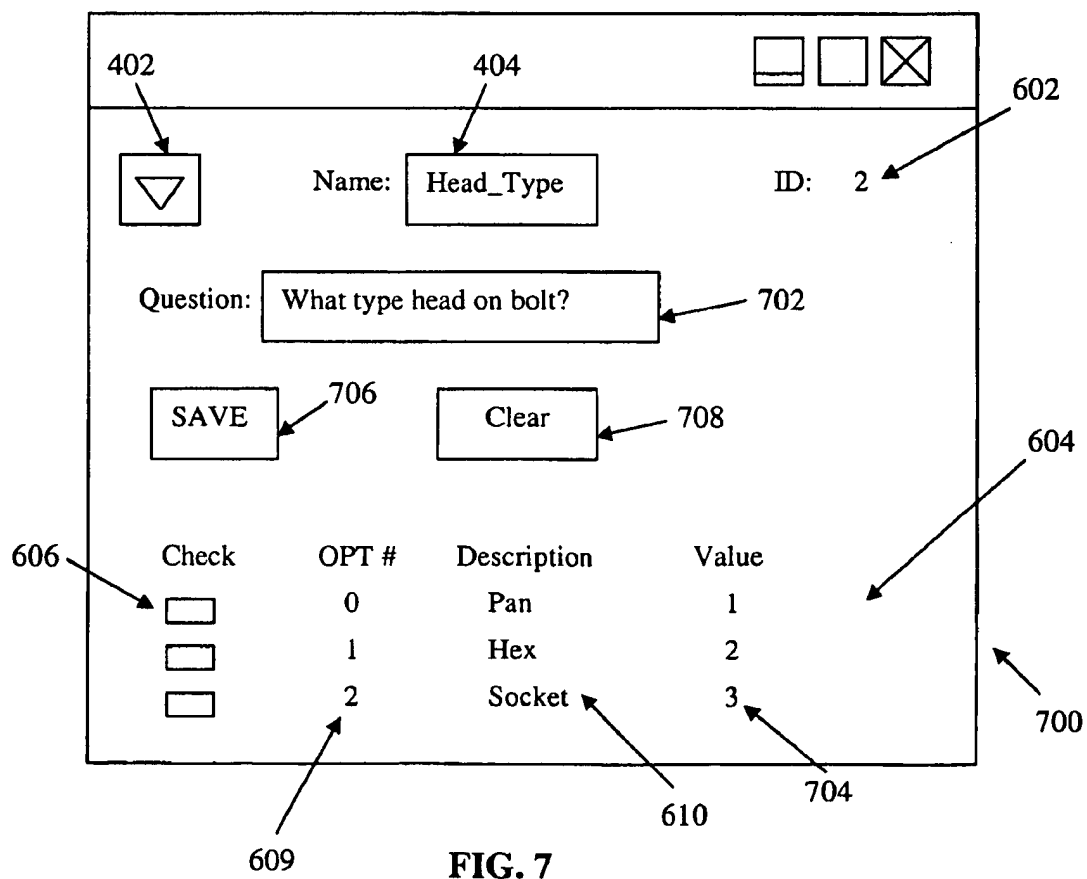 402
404
602
Name: Head_Type
ID: 2
Question: What type head on bolt?
702
SAVE
706
Clear
708
604
606
Check OPT # Description Value
0 Pan 1
1 Hex 2
2 Socket 3
700
704
610
609
FIG. 7